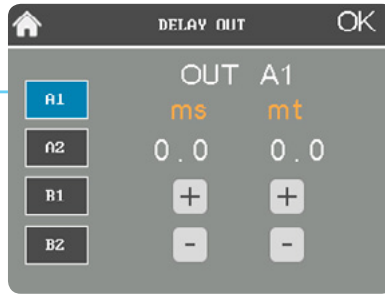 DELAY OUT OK
OUT A1
A1
ms mt
A2
0.0 0.0
B1 + +
B2 - -